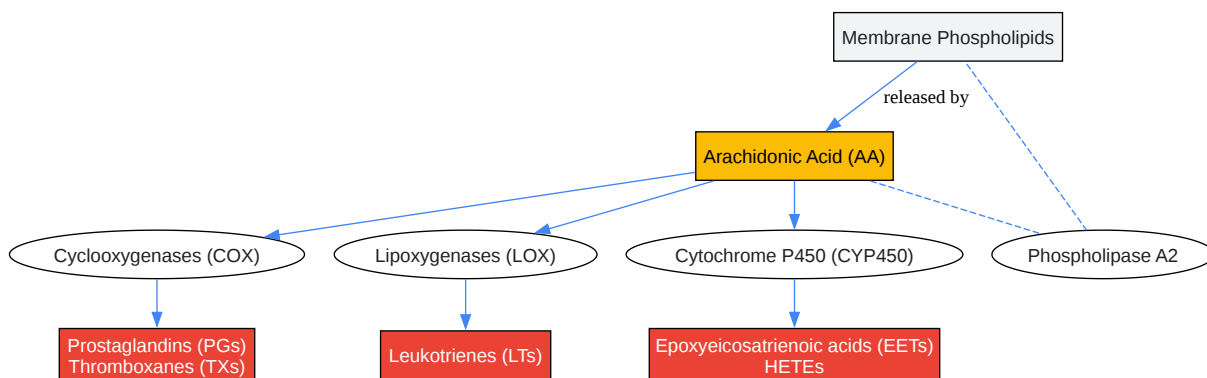 Membrane Phospholipids
released by
Arachidonic Acid (AA)
Cyclooxygenases (COX)
Lipoxygenases (LOX)
Cytochrome P450 (CYP450)
Phospholipase A2
Prostaglandins (PGs)
Thromboxanes (TXs)
Leukotrienes (LTs)
Epoxyeicosatrienoic acids (EETs)
HETEs